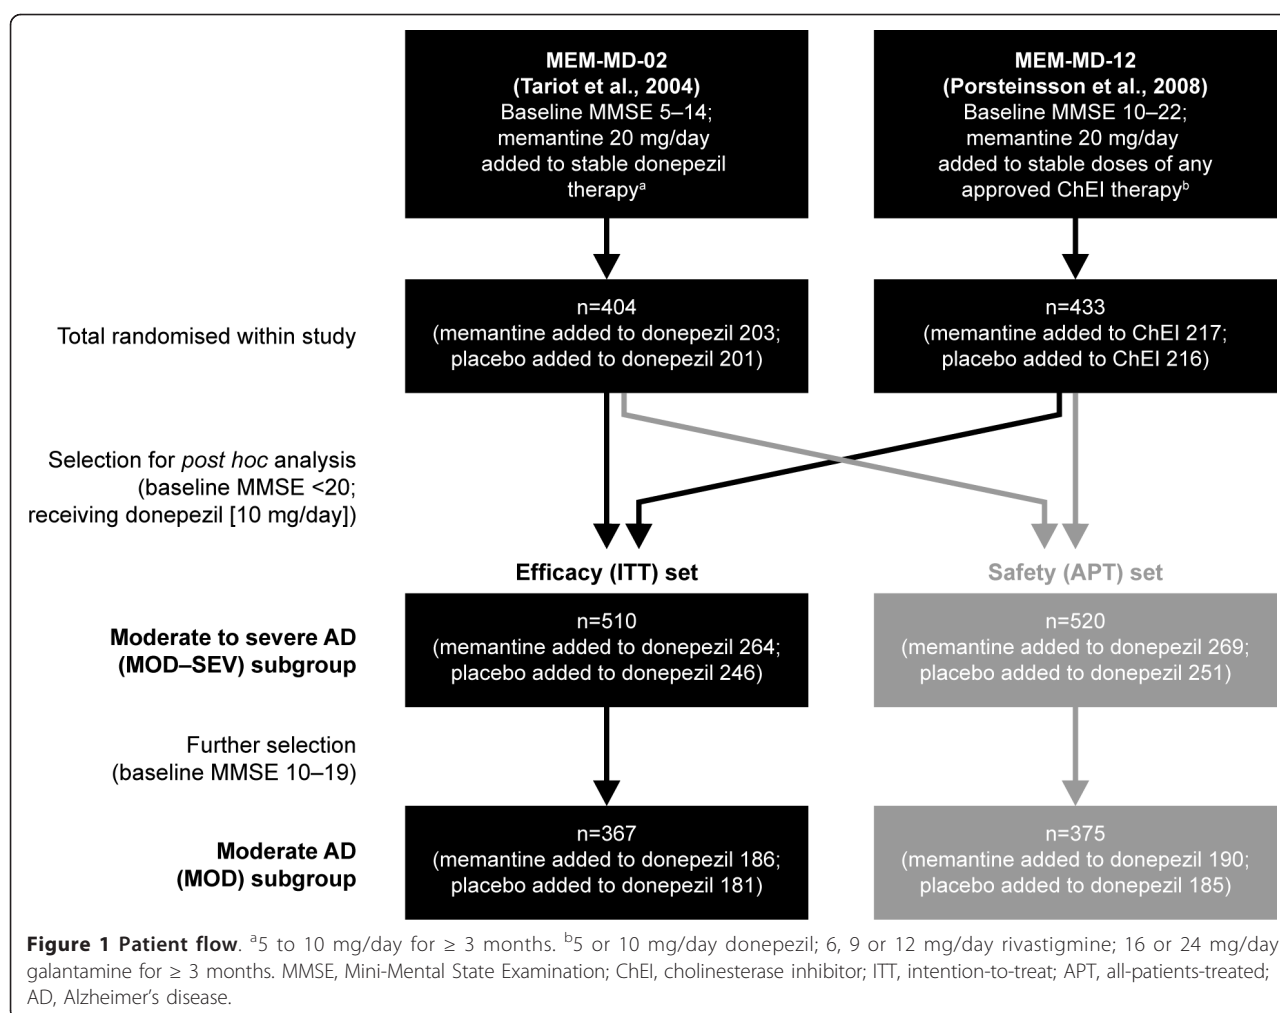 MEM-MD-02
(Tariot et al., 2004)
Baseline MMSE 5–14;
memantine 20 mg/day
added to stable donepezil
therapyᵃ
MEM-MD-12
(Porsteinsson et al., 2008)
Baseline MMSE 10–22;
memantine 20 mg/day
added to stable doses of any
approved ChEI therapyᵇ
Total randomised within study
n=404
(memantine added to donepezil 203;
placebo added to donepezil 201)
n=433
(memantine added to ChEI 217;
placebo added to ChEI 216)
Selection for post hoc analysis
(baseline MMSE <20;
receiving donepezil [10 mg/day])
Efficacy (ITT) set
Safety (APT) set
Moderate to severe AD
(MOD–SEV) subgroup
n=510
(memantine added to donepezil 264;
placebo added to donepezil 246)
n=520
(memantine added to donepezil 269;
placebo added to donepezil 251)
Further selection
(baseline MMSE 10–19)
Moderate AD
(MOD) subgroup
n=367
(memantine added to donepezil 186;
placebo added to donepezil 181)
n=375
(memantine added to donepezil 190;
placebo added to donepezil 185)
Figure 1 Patient flow. ᵃ5 to 10 mg/day for ≥ 3 months. ᵇ5 or 10 mg/day donepezil; 6, 9 or 12 mg/day rivastigmine; 16 or 24 mg/day
galantamine for ≥ 3 months. MMSE, Mini-Mental State Examination; ChEI, cholinesterase inhibitor; ITT, intention-to-treat; APT, all-patients-treated;
AD, Alzheimer's disease.